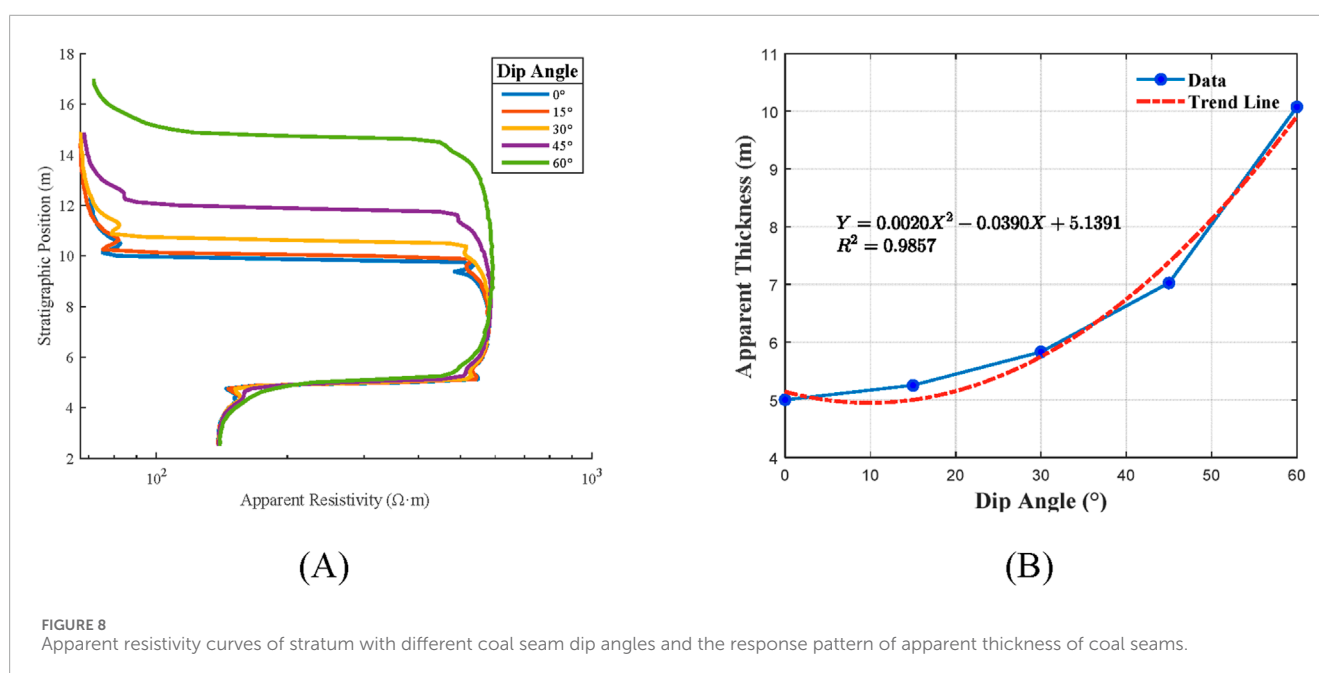 18
16
14
12
10
8
6
4
2
Stratigraphic Position (m)
Dip Angle
0°
15°
30°
45°
60°
10²
10³
Apparent Resistivity (Ω·m)
(A)
11
10
9
8
7
6
5
4
Apparent Thickness (m)
Data
Trend Line
Y = 0.0020X² − 0.0390X + 5.1391
R² = 0.9857
0 10 20 30 40 50 60
Dip Angle (°)
(B)
FIGURE 8
Apparent resistivity curves of stratum with different coal seam dip angles and the response pattern of apparent thickness of coal seams.